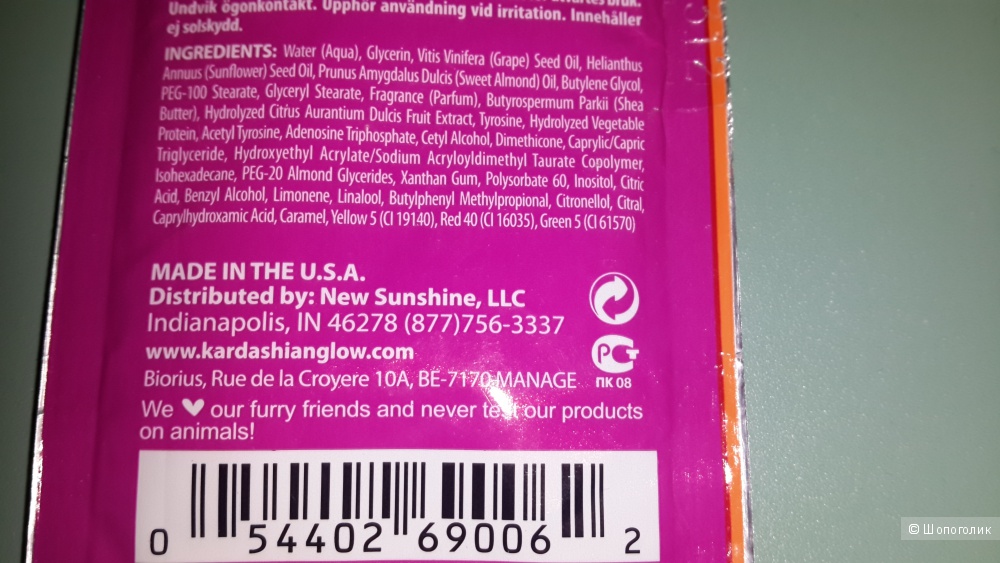 Undvik ögonkontakt. Upphör användning vid irritation. Innehåller
ej solskydd.
INGREDIENTS: Water (Aqua), Glycerin, Vitis Vinifera (Grape) Seed Oil, Helianthus
Annuus (Sunflower) Seed Oil, Prunus Amygdalus Dulcis (Sweet Almond) Oil, Butylene Glycol,
PEG-100 Stearate, Glyceryl Stearate, Fragrance (Parfum), Butyrospermum Parkii (Shea
Butter), Hydrolyzed Citrus Aurantium Dulcis Fruit Extract, Tyrosine, Hydrolyzed Vegetable
Protein, Acetyl Tyrosine, Adenosine Triphosphate, Cetyl Alcohol, Dimethicone, Caprylic/Capric
Triglyceride, Hydroxyethyl Acrylate/Sodium Acryloyldimethyl Taurate Copolymer,
Isohexadecane, PEG-20 Almond Glycerides, Xanthan Gum, Polysorbate 60, Inositol, Citric
Acid, Benzyl Alcohol, Limonene, Linalool, Butylphenyl Methylpropional, Citronellol, Citral,
Caprylhydroxamic Acid, Caramel, Yellow 5 (CI 19140), Red 40 (CI 16035), Green 5 (CI 61570)
MADE IN THE U.S.A.
Distributed by: New Sunshine, LLC
Indianapolis, IN 46278 (877)756-3337
www.kardashianglow.com
Biorius, Rue de la Croyere 10A, BE-7170 MANAGE
РСТ
ПК 08
We ♥ our furry friends and never test our products
on animals!
0 54402 69006 2
© Шопоголик